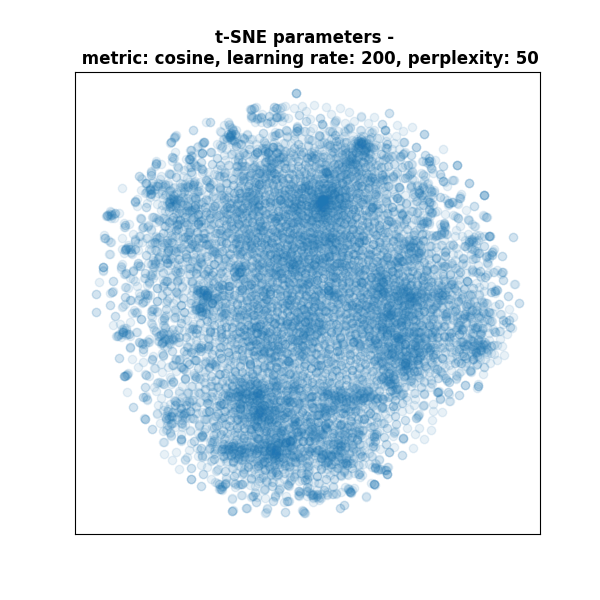 t-SNE parameters -
metric: cosine, learning rate: 200, perplexity: 50